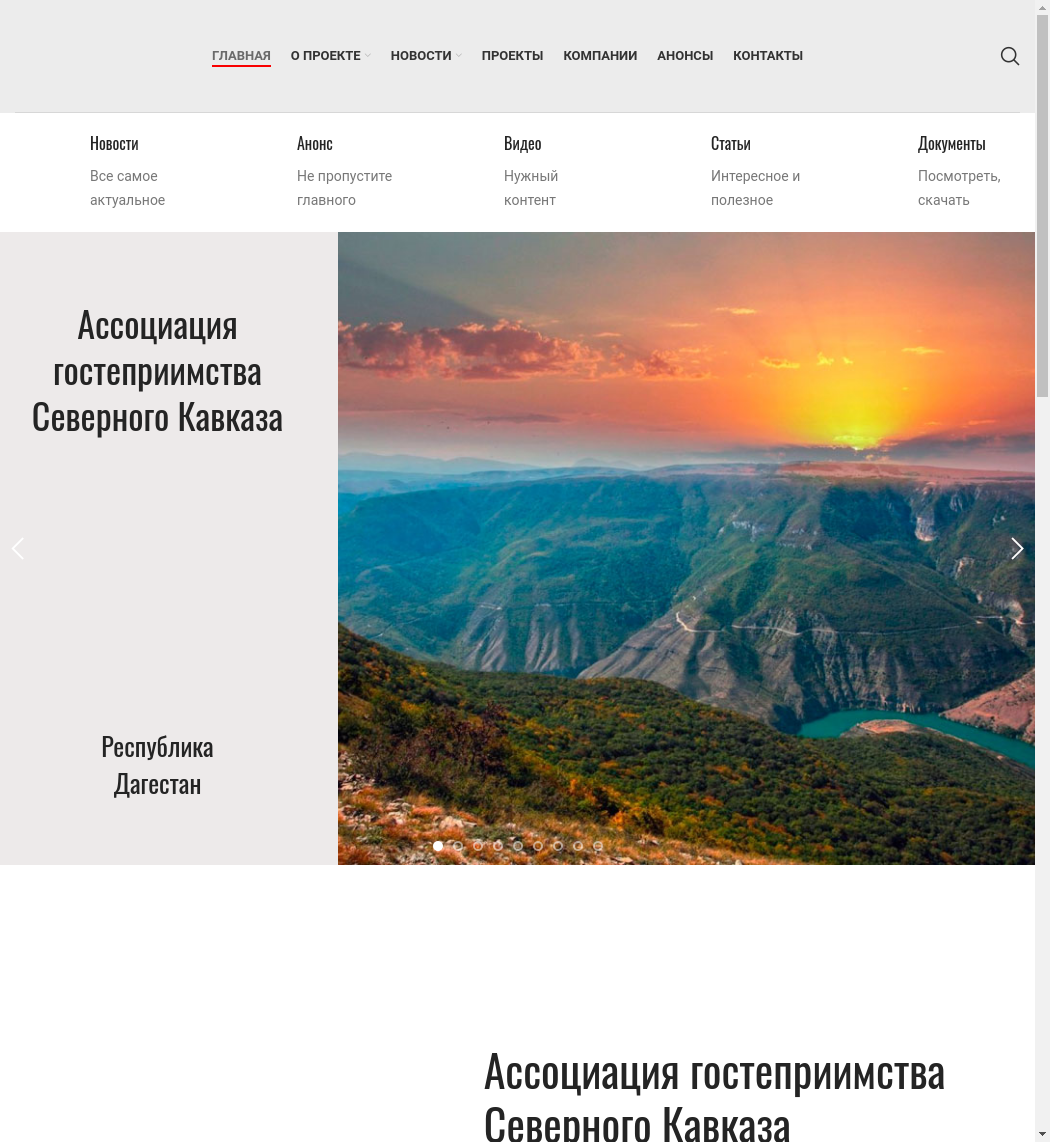 ГЛАВНАЯ О ПРОЕКТЕ НОВОСТИ ПРОЕКТЫ КОМПАНИИ АНОНСЫ КОНТАКТЫ
Новости
Все самое
актуальное
Анонс
Не пропустите
главного
Видео
Нужный
контент
Статьи
Интересное и
полезное
Документы
Посмотреть,
скачать
Ассоциация
гостеприимства
Северного Кавказа
Республика
Дагестан
Ассоциация гостеприимства
Северного Кавказа